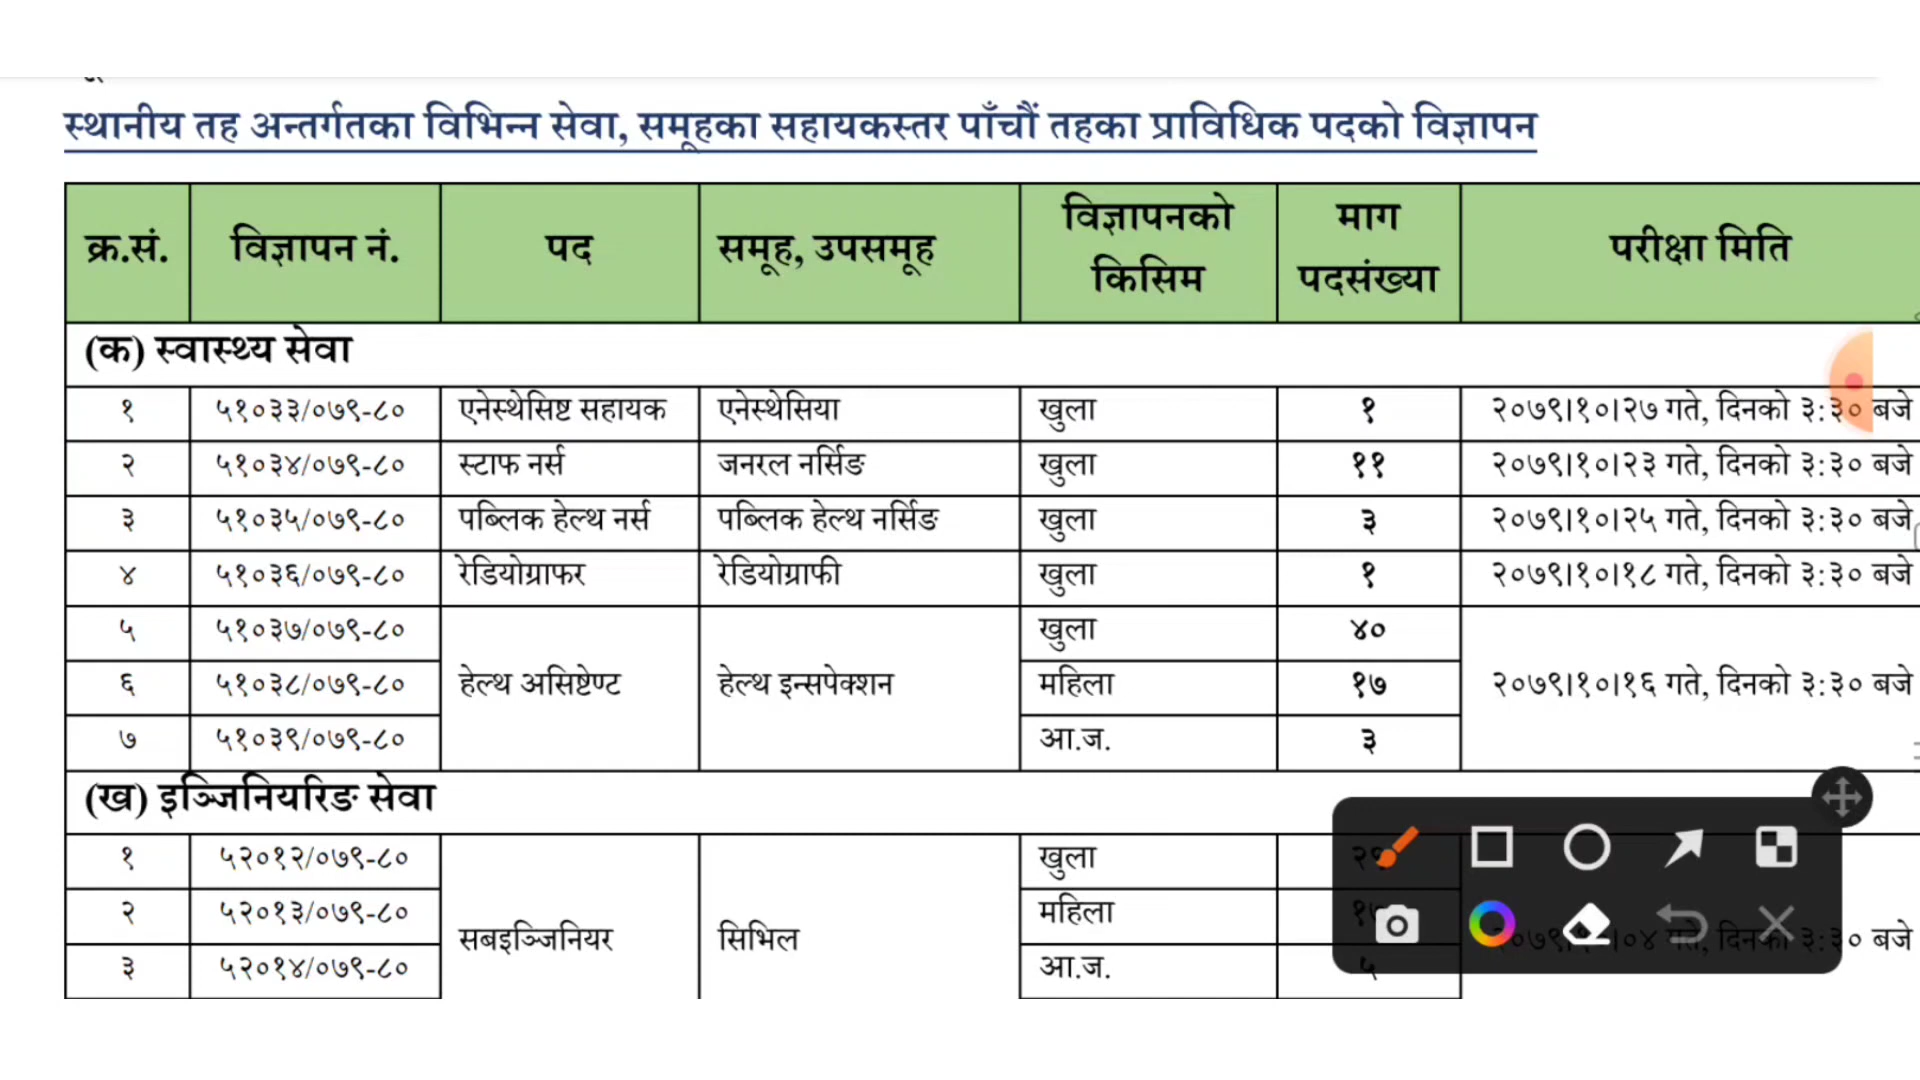 स्थानीय तह अन्तर्गतका विभिन्न सेवा, समूहका सहायकस्तर पाँचौं तहका प्राविधिक पदको विज्ञापन
क्र.सं. विज्ञापन नं. पद समूह, उपसमूह विज्ञापनको किसिम माग पदसंख्या परीक्षा मिति
(क) स्वास्थ्य सेवा
१ ५१०३३/०७९-८० एनेस्थेसिष्ट सहायक एनेस्थेसिया खुला १ २०७९।१०।२७ गते, दिनको ३:३० बजे
२ ५१०३४/०७९-८० स्टाफ नर्स जनरल नर्सिङ खुला ११ २०७९।१०।२३ गते, दिनको ३:३० बजे
३ ५१०३५/०७९-८० पब्लिक हेल्थ नर्स पब्लिक हेल्थ नर्सिङ खुला ३ २०७९।१०।२५ गते, दिनको ३:३० बजे
४ ५१०३६/०७९-८० रेडियोग्राफर रेडियोग्राफी खुला १ २०७९।१०।१८ गते, दिनको ३:३० बजे
५ ५१०३७/०७९-८० खुला ४०
६ ५१०३८/०७९-८० हेल्थ असिष्टेण्ट हेल्थ इन्सपेक्शन महिला १७ २०७९।१०।१६ गते, दिनको ३:३० बजे
७ ५१०३९/०७९-८० आ.ज. ३
(ख) इञ्जिनियरिङ सेवा
१ ५२०१२/०७९-८० खुला
२ ५२०१३/०७९-८० महिला
सबइञ्जिनियर सिभिल गते, दिनको ३:३० बजे
३ ५२०१४/०७९-८० आ.ज. ५